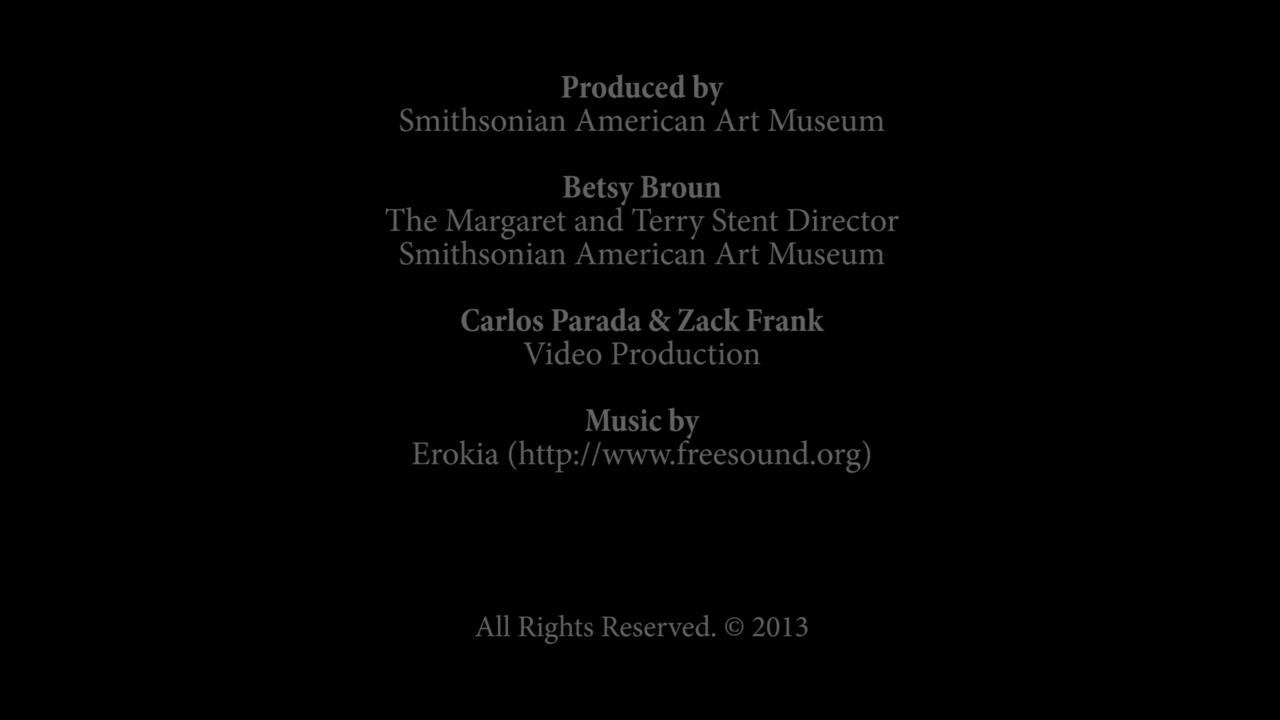 Produced by
Smithsonian American Art Museum
Betsy Broun
The Margaret and Terry Stent Director
Smithsonian American Art Museum
Carlos Parada & Zack Frank
Video Production
Music by
Erokia (http://www.freesound.org)
All Rights Reserved. © 2013